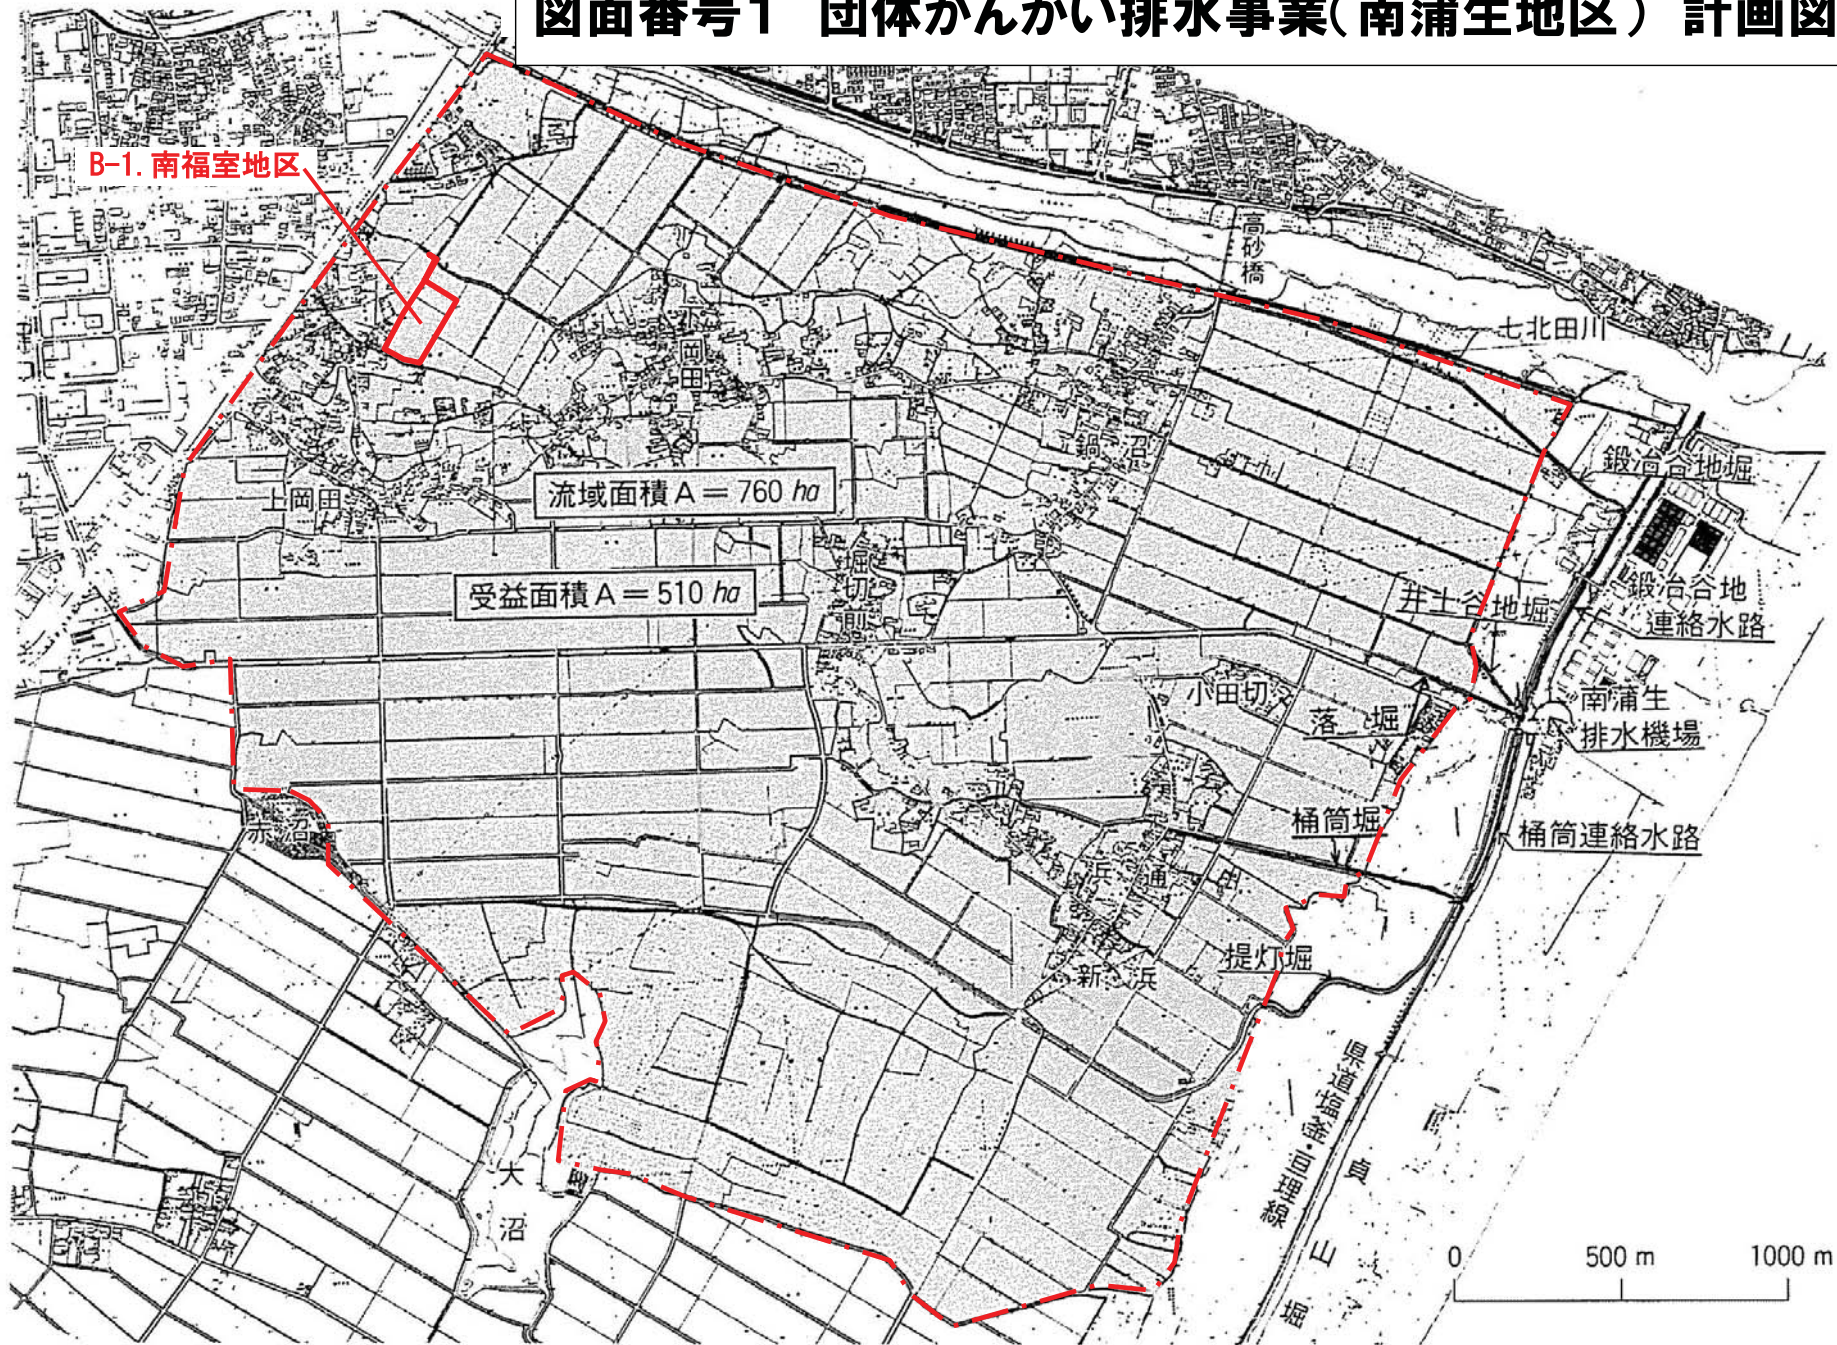 図面番号1 団体かんがい排水事業(南蒲生地区) 計画図
B-1.南福室地区
高砂橋
七北田川
岡田
鍋沼
鍛冶谷地堀
上岡田
流域面積 A = 760 ha
堀切前
受益面積 A = 510 ha
井土谷地堀
鍛冶谷地
連絡水路
小田切
落堀
南蒲生
排水機場
赤沼
桶筒堀
桶筒連絡水路
浜通
提灯堀
新浜
県道塩釜・亘理線
大沼
貞山堀
0 500 m 1000 m